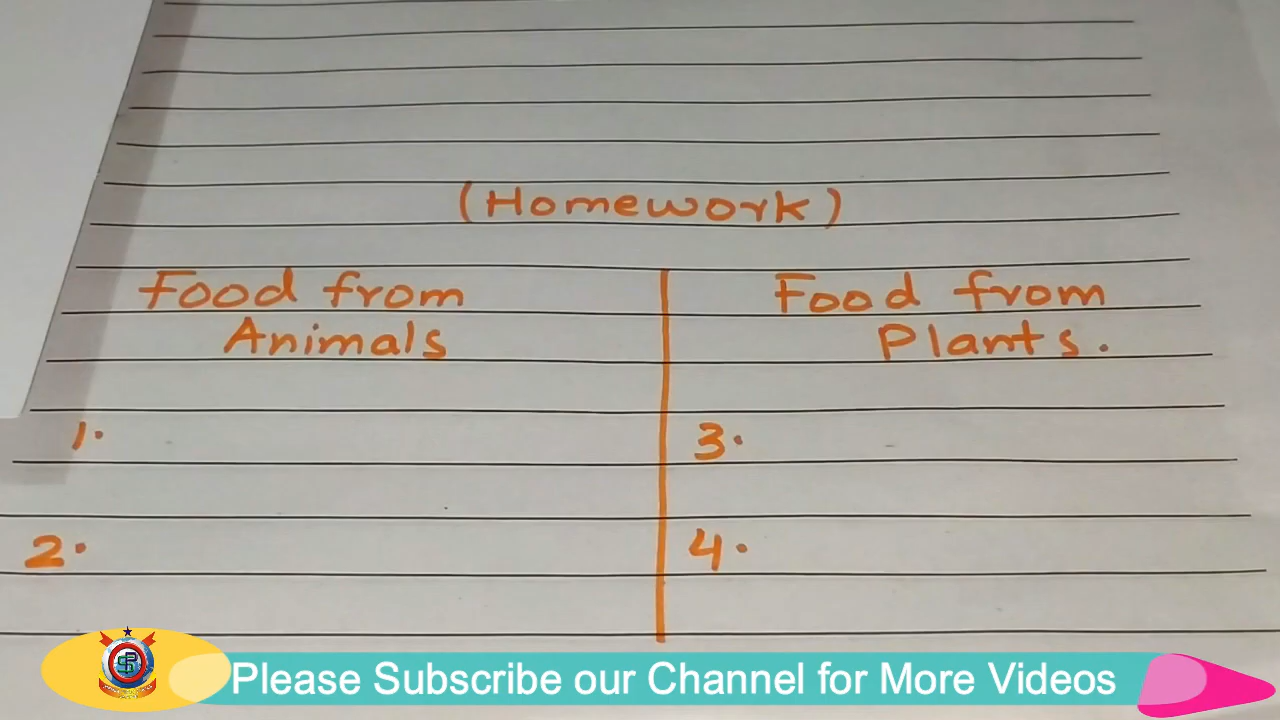 (Homework)
Food from
Animals
Food from
Plants.
1.
3.
2.
4.
Please Subscribe our Channel for More Videos